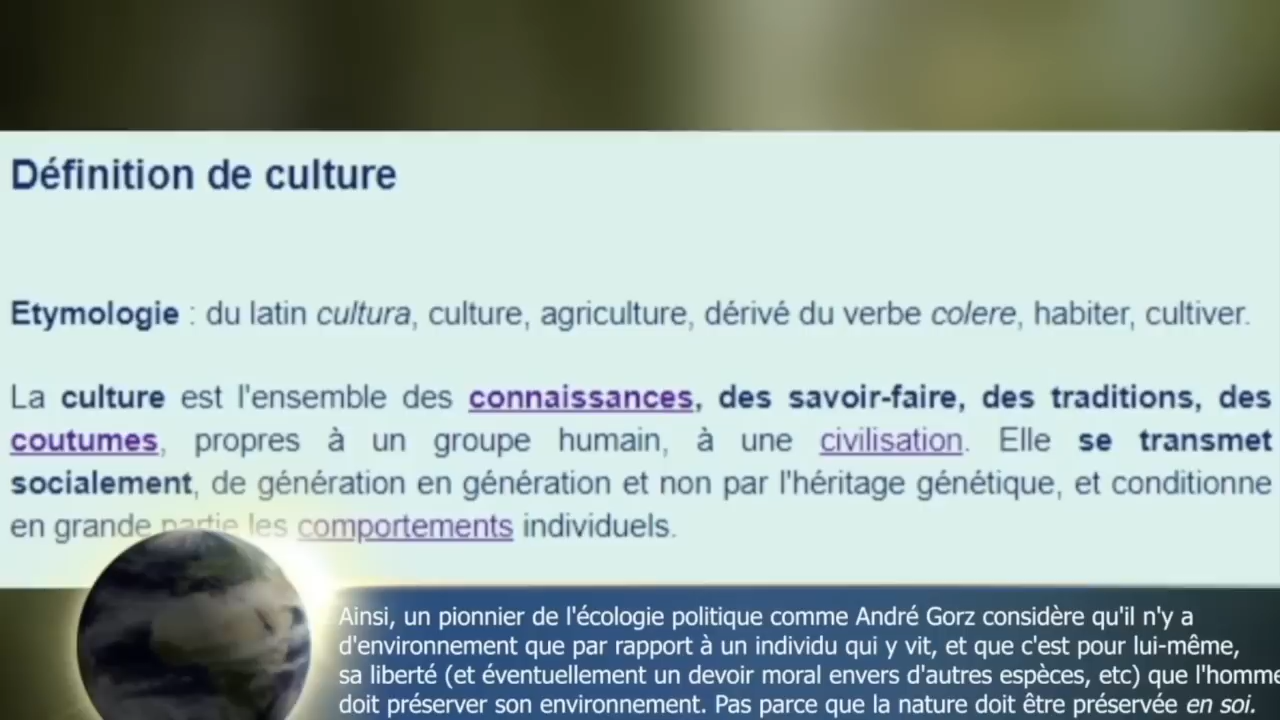 Définition de culture
Etymologie : du latin cultura, culture, agriculture, dérivé du verbe colere, habiter, cultiver.
La culture est l'ensemble des connaissances, des savoir-faire, des traditions, des
coutumes, propres à un groupe humain, à une civilisation. Elle se transmet
socialement, de génération en génération et non par l'héritage génétique, et conditionne
en grande partie les comportements individuels.
Ainsi, un pionnier de l'écologie politique comme André Gorz considère qu'il n'y a
d'environnement que par rapport à un individu qui y vit, et que c'est pour lui-même,
sa liberté (et éventuellement un devoir moral envers d'autres espèces, etc) que l'homme
doit préserver son environnement. Pas parce que la nature doit être préservée en soi.